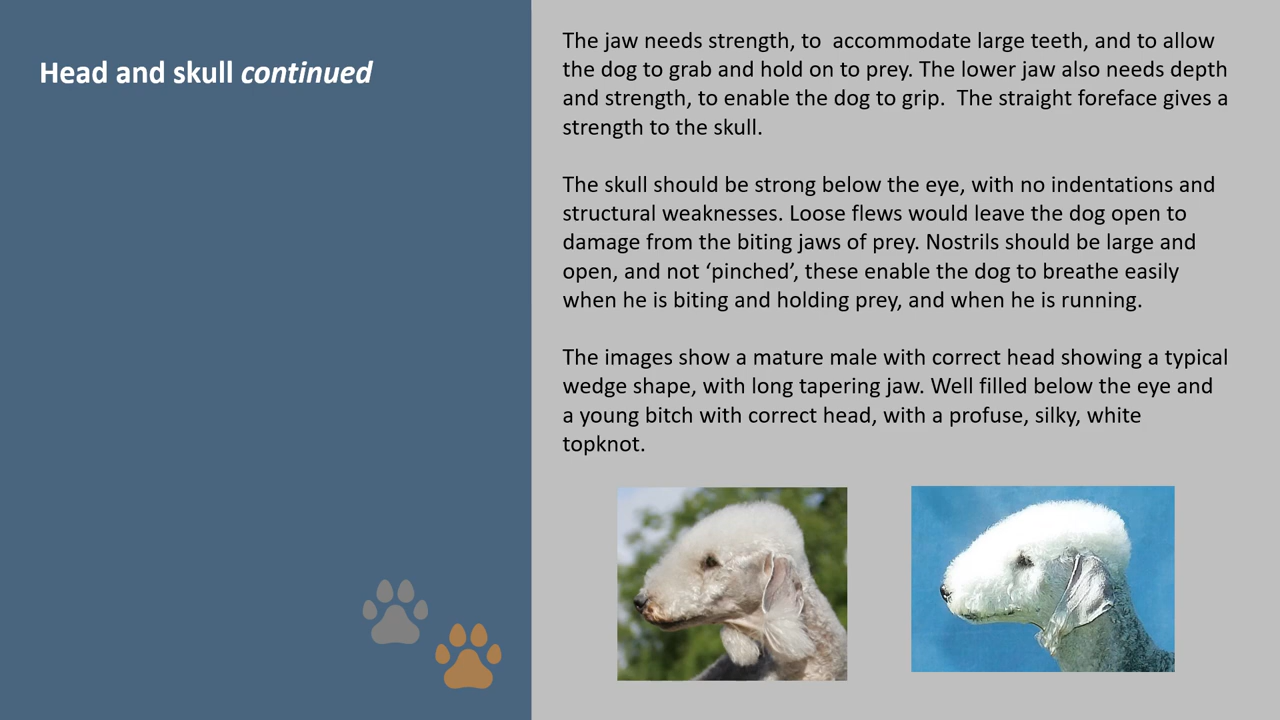 Head and skull continued
The jaw needs strength, to  accommodate large teeth, and to allow
the dog to grab and hold on to prey. The lower jaw also needs depth
and strength, to enable the dog to grip.  The straight foreface gives a
strength to the skull.
The skull should be strong below the eye, with no indentations and
structural weaknesses. Loose flews would leave the dog open to
damage from the biting jaws of prey. Nostrils should be large and
open, and not ‘pinched’, these enable the dog to breathe easily
when he is biting and holding prey, and when he is running.
The images show a mature male with correct head showing a typical
wedge shape, with long tapering jaw. Well filled below the eye and
a young bitch with correct head, with a profuse, silky, white
topknot.